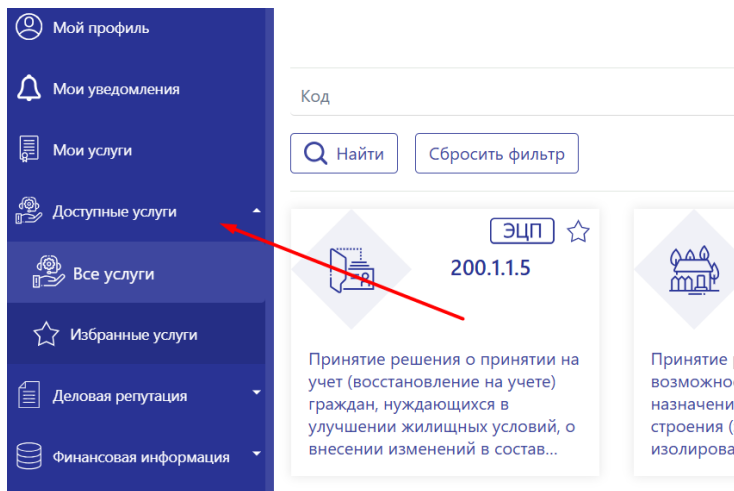 Мой профиль
Мои уведомления
Мои услуги
Доступные услуги
Все услуги
Избранные услуги
Деловая репутация
Финансовая информация
Код
Найти
Сбросить фильтр
ЭЦП
200.1.1.5
Принятие решения о принятии на
учет (восстановление на учете)
граждан, нуждающихся в
улучшении жилищных условий, о
внесении изменений в состав...
Принятие
возможно
назначени
строения (
изолирова